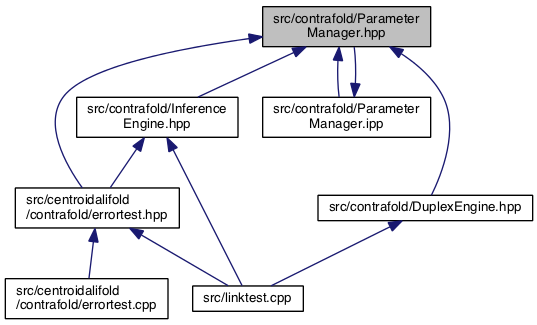 src/contrafold/Parameter
Manager.hpp
src/contrafold/Inference
Engine.hpp
src/contrafold/Parameter
Manager.ipp
src/centroidalifold
/contrafold/errortest.hpp
src/contrafold/DuplexEngine.hpp
src/centroidalifold
/contrafold/errortest.cpp
src/linktest.cpp